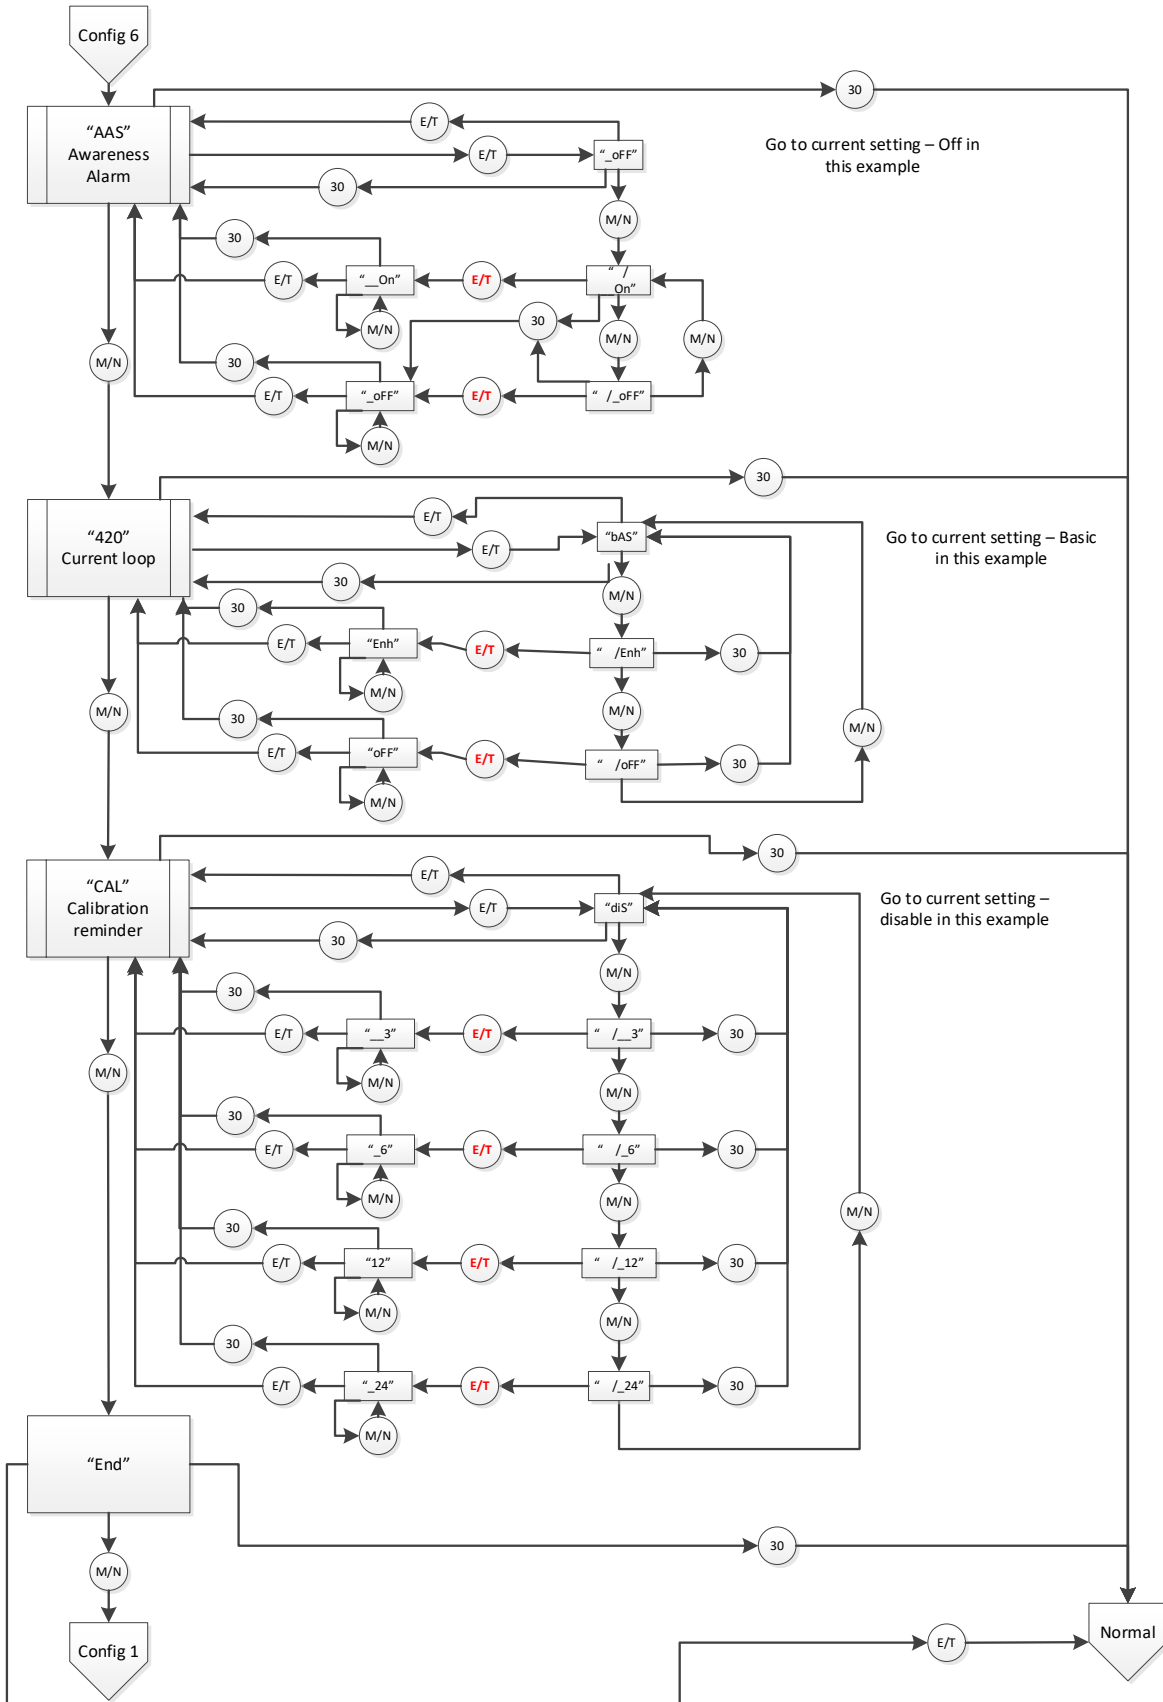 Config 6
30
“AAS”
Awareness
Alarm
E/T
E/T
“_oFF”
Go to current setting – Off in
this example
30
M/N
30
E/T
“__On”
E/T
“ /
__On”
M/N
30
M/N
M/N
M/N
30
E/T
“_oFF”
E/T
“ /_oFF”
M/N
30
“420”
Current loop
E/T
E/T
“bAS”
Go to current setting – Basic
in this example
30
M/N
30
E/T
“Enh”
E/T
“ /Enh”
30
M/N
M/N
M/N
30
M/N
E/T
“oFF”
E/T
“ /oFF”
30
M/N
30
“CAL”
Calibration
reminder
E/T
E/T
“diS”
Go to current setting –
disable in this example
30
M/N
30
E/T
“__3”
E/T
“ /__3”
30
M/N
M/N
M/N
30
E/T
“_6”
E/T
“ /_6”
30
M/N
M/N
M/N
30
E/T
“12”
E/T
“ /_12”
30
M/N
M/N
30
E/T
“_24”
E/T
“ /_24”
30
M/N
“End”
30
M/N
Config 1
E/T
Normal